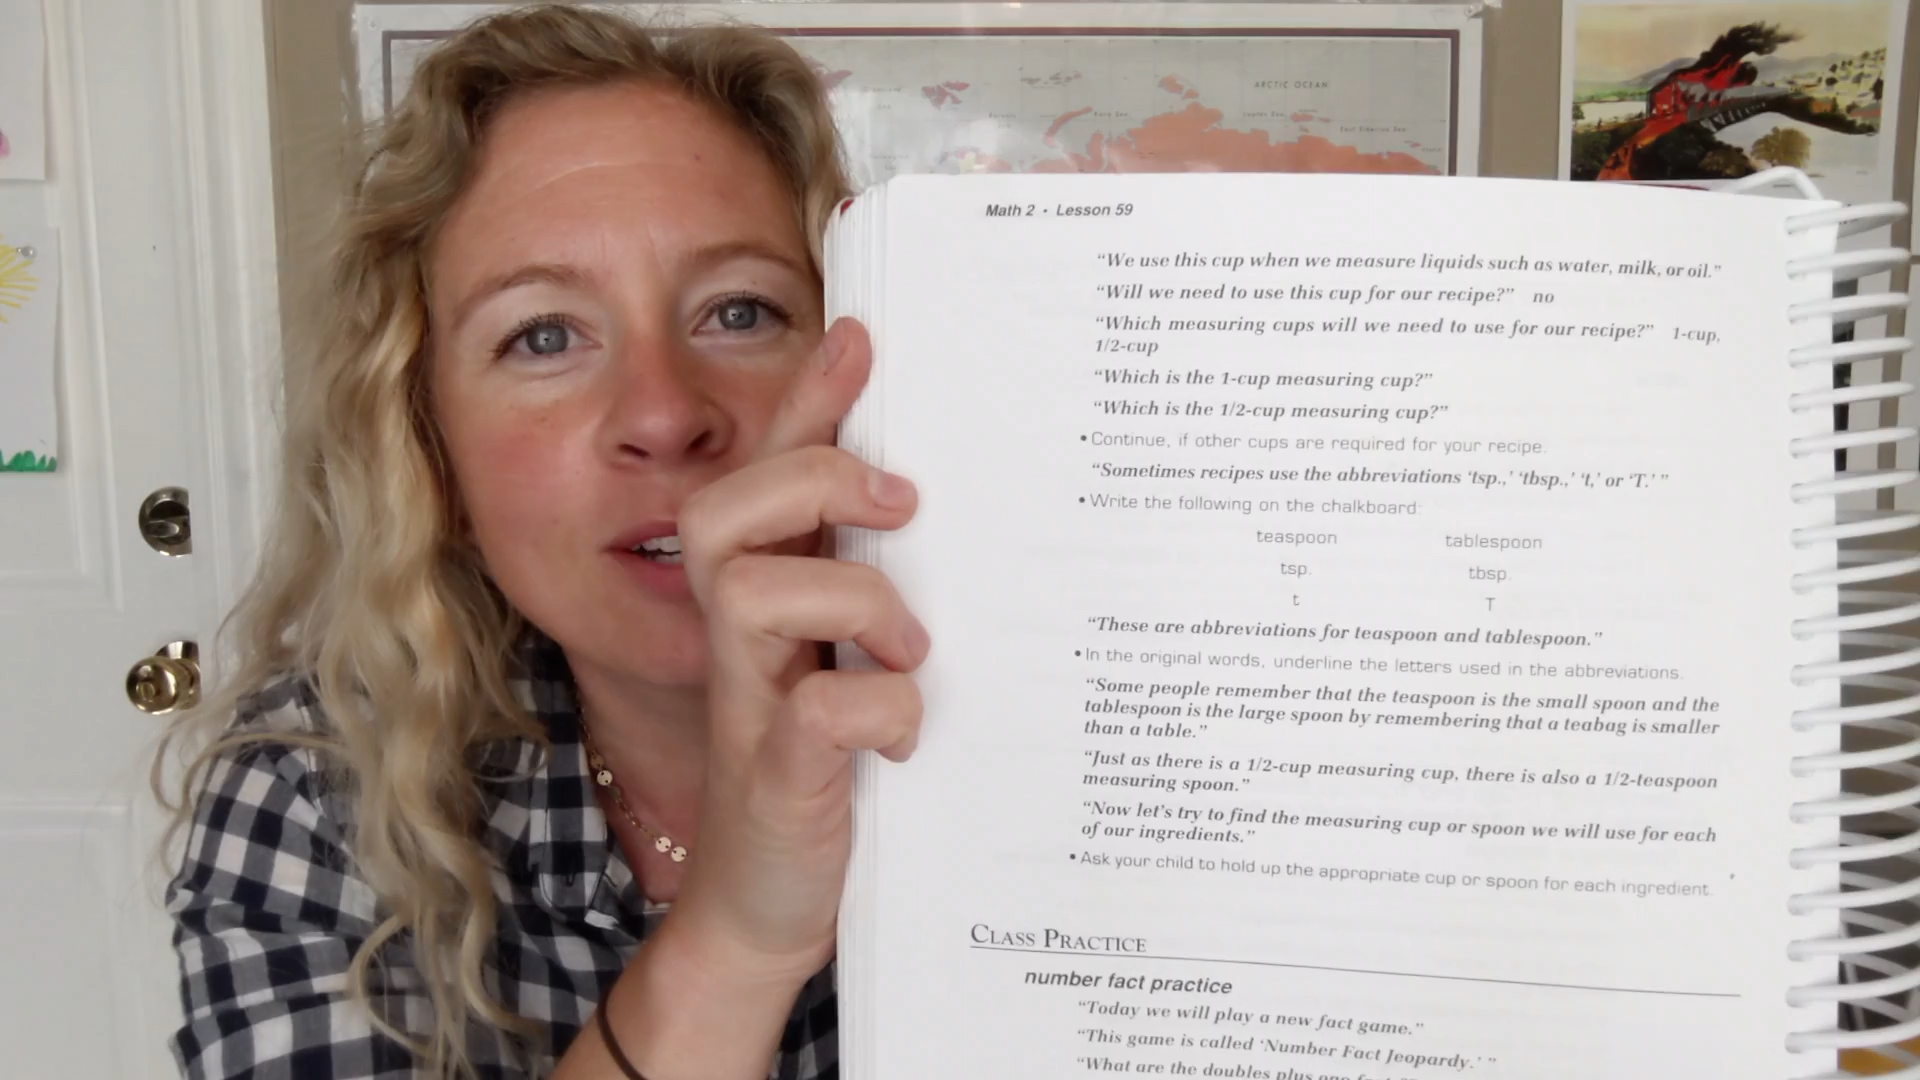 ARCTIC OCEAN
Kara Sea
Laptev Sea
East Siberian Sea
Math 2 · Lesson 59
“We use this cup when we measure liquids such as water, milk, or oil.”
“Will we need to use this cup for our recipe?” no
“Which measuring cups will we need to use for our recipe?” 1-cup,
1/2-cup
“Which is the 1-cup measuring cup?”
“Which is the 1/2-cup measuring cup?”
• Continue, if other cups are required for your recipe.
“Sometimes recipes use the abbreviations ‘tsp.,’ ‘tbsp.,’ ‘t,’ or ‘T.’ ”
• Write the following on the chalkboard:
teaspoon tablespoon
tsp. tbsp.
t T
“These are abbreviations for teaspoon and tablespoon.”
• In the original words, underline the letters used in the abbreviations.
“Some people remember that the teaspoon is the small spoon and the
tablespoon is the large spoon by remembering that a teabag is smaller
than a table.”
“Just as there is a 1/2-cup measuring cup, there is also a 1/2-teaspoon
measuring spoon.”
“Now let’s try to find the measuring cup or spoon we will use for each
of our ingredients.”
• Ask your child to hold up the appropriate cup or spoon for each ingredient.
CLASS PRACTICE
number fact practice
“Today we will play a new fact game.”
“This game is called ‘Number Fact Jeopardy.’ ”
“What are the doubles plus one